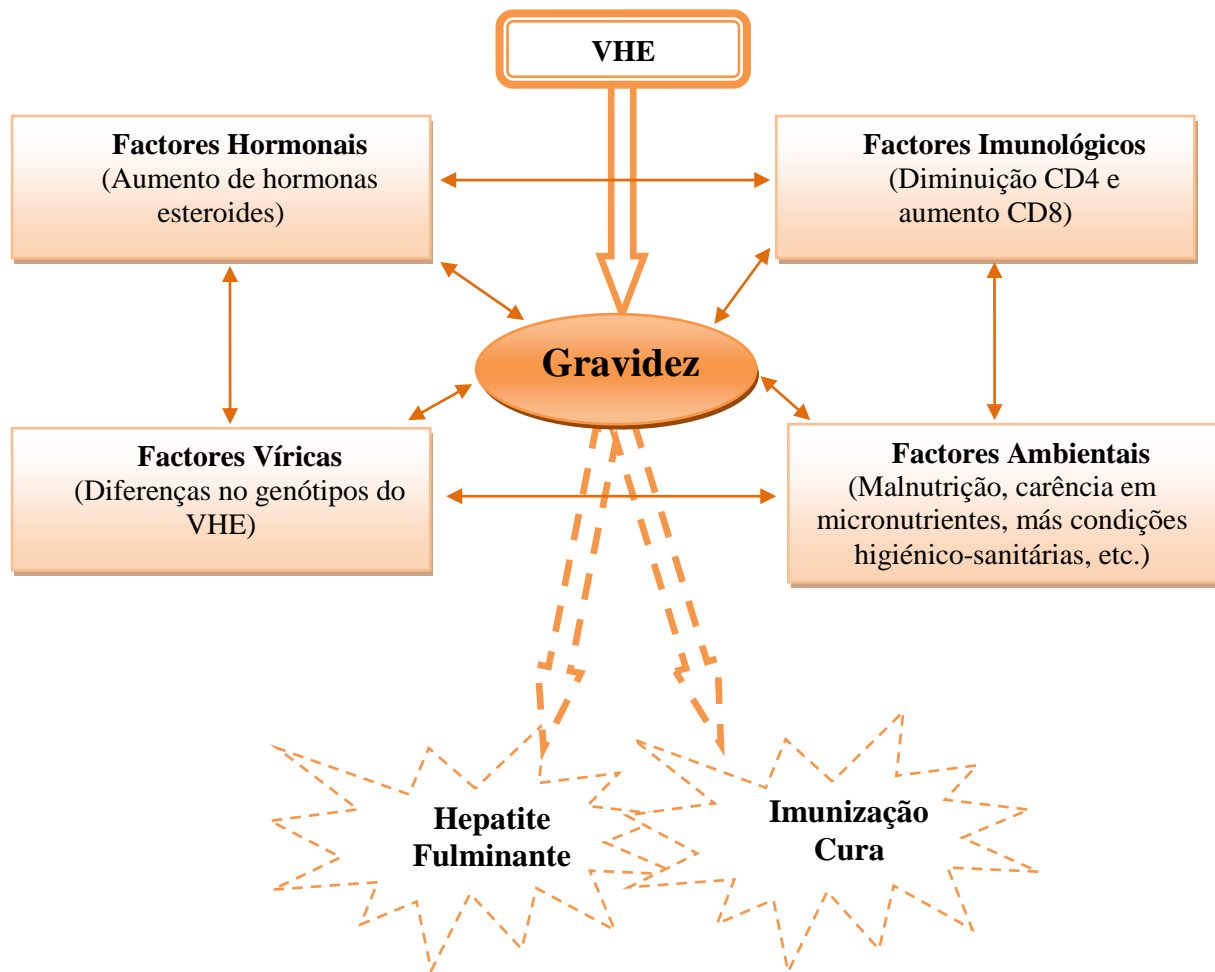 VHE
Factores Hormonais
(Aumento de hormonas
esteroides)
Factores Imunológicos
(Diminuição CD4 e
aumento CD8)
Gravidez
Factores Víricas
(Diferenças no genótipos do
VHE)
Factores Ambientais
(Malnutrição, carência em
micronutrientes, más condições
higiénico-sanitárias, etc.)
Hepatite
Fulminante
Imunização
Cura